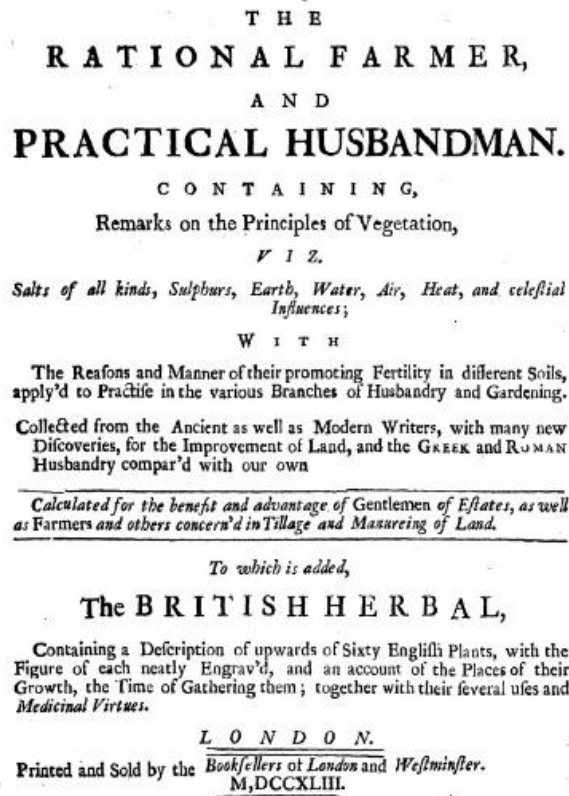 THE
RATIONAL FARMER,
AND
PRACTICAL HUSBANDMAN.
CONTAINING,
Remarks on the Principles of Vegetation,
VIZ.
Salts of all kinds, Sulphurs, Earth, Water, Air, Heat, and celeſtial
Influences;
WITH
The Reaſons and Manner of their promoting Fertility in different Soils,
apply'd to Practiſe in the various Branches of Husbandry and Gardening.
Collected from the Ancient as well as Modern Writers, with many new
Diſcoveries, for the Improvement of Land, and the GREEK and ROMAN
Husbandry compar'd with our own
Calculated for the benefit and advantage of Gentlemen of Eſtates, as well
as Farmers and others concern'd in Tillage and Manureing of Land.
To which is added,
The BRITISH HERBAL,
Containing a Deſcription of upwards of Sixty Engliſh Plants, with the
Figure of each neatly Engrav'd, and an account of the Places of their
Growth, the Time of Gathering them; together with their ſeveral uſes and
Medicinal Virtues.
LONDON.
Printed and Sold by the Bookſellers of London and Weſtminſter.
M,DCCXLIII.